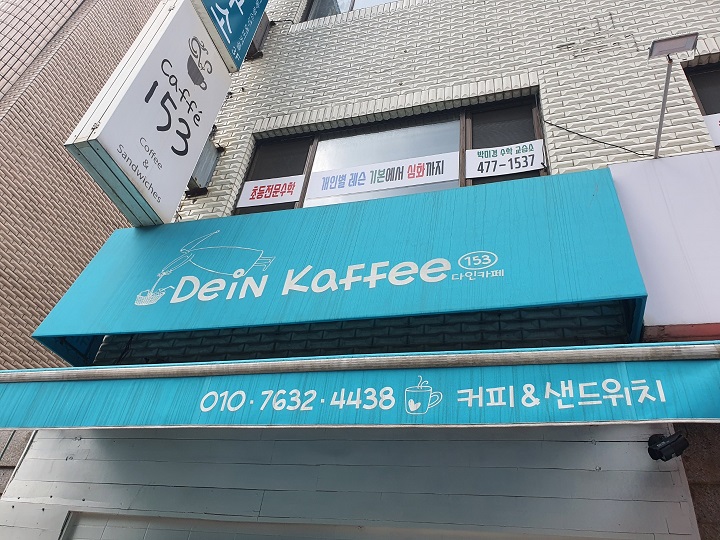 Caffé
153
Coffee
&
Sandwiches
초등전문수학
개인별 레슨 기본에서 심화까지
박미경 수학 교습소
477-1537
Dein Kaffee 153
다인카페
010·7632·4438 커피&샌드위치